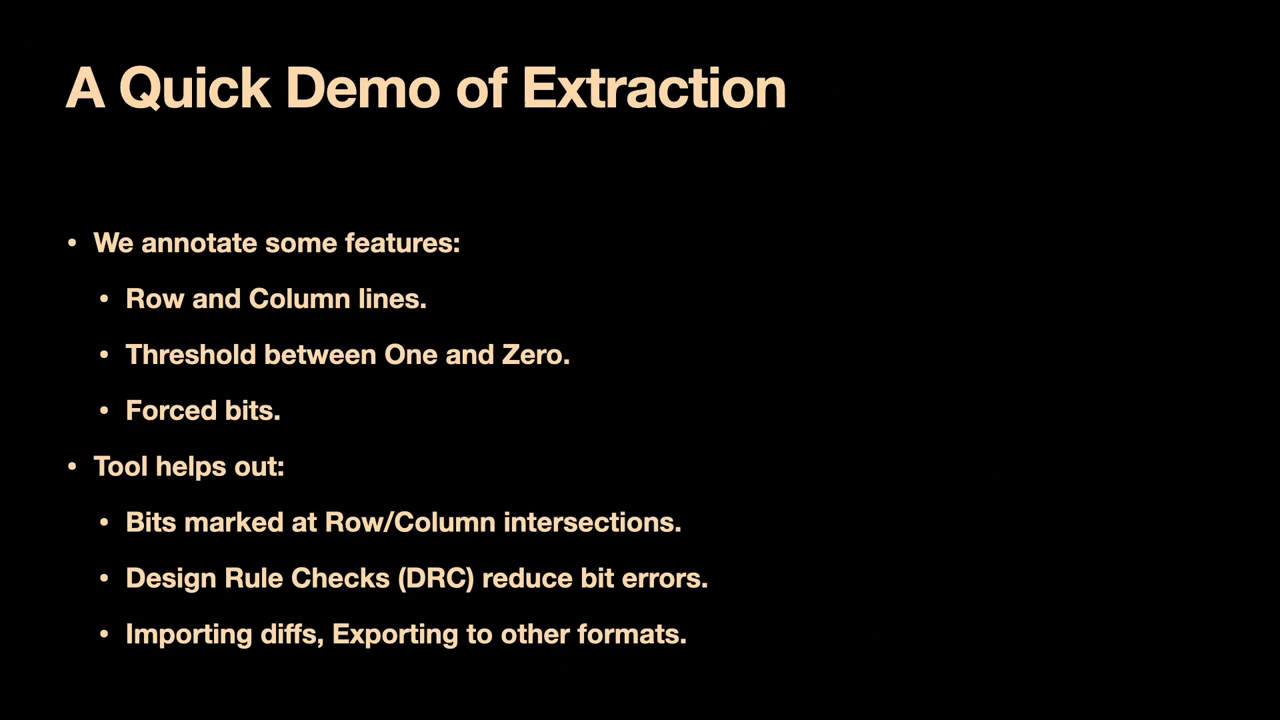 A Quick Demo of Extraction
• We annotate some features:
• Row and Column lines.
• Threshold between One and Zero.
• Forced bits.
• Tool helps out:
• Bits marked at Row/Column intersections.
• Design Rule Checks (DRC) reduce bit errors.
• Importing diffs, Exporting to other formats.